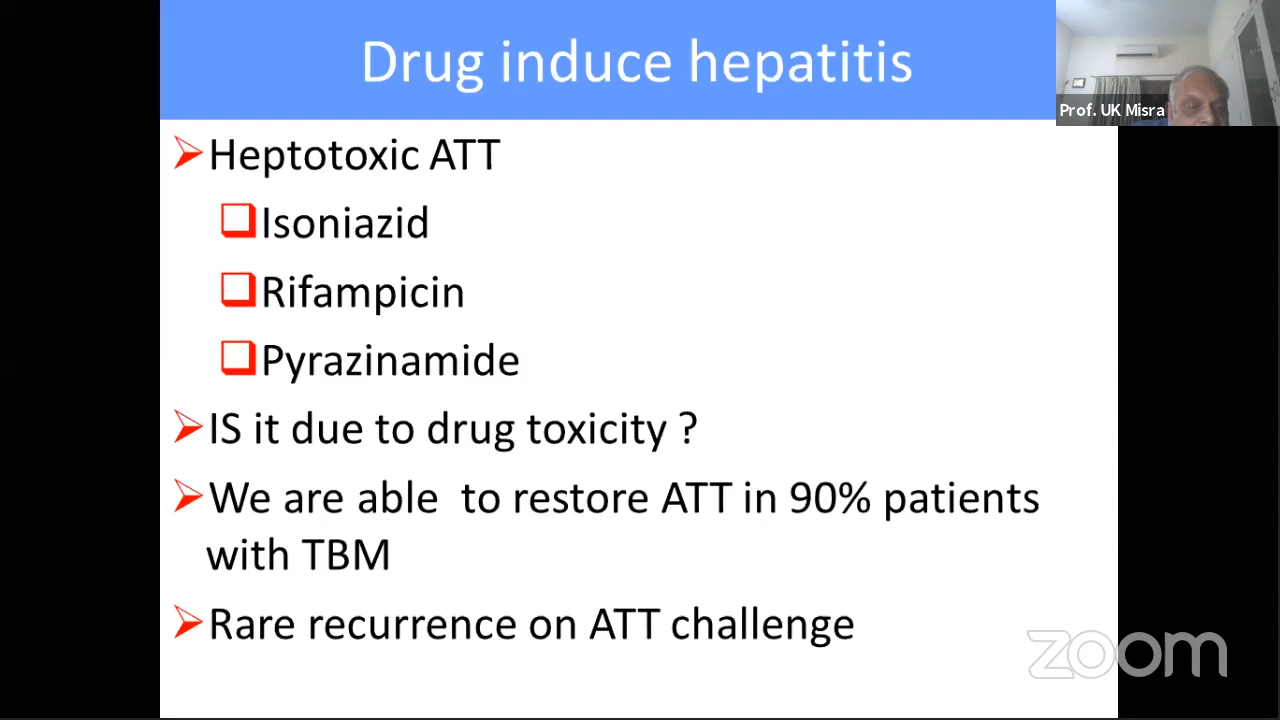 Drug induce hepatitis
Prof. UK Misra
Heptotoxic ATT
Isoniazid
Rifampicin
Pyrazinamide
IS it due to drug toxicity ?
We are able  to restore ATT in 90% patients
with TBM
Rare recurrence on ATT challenge
zoom